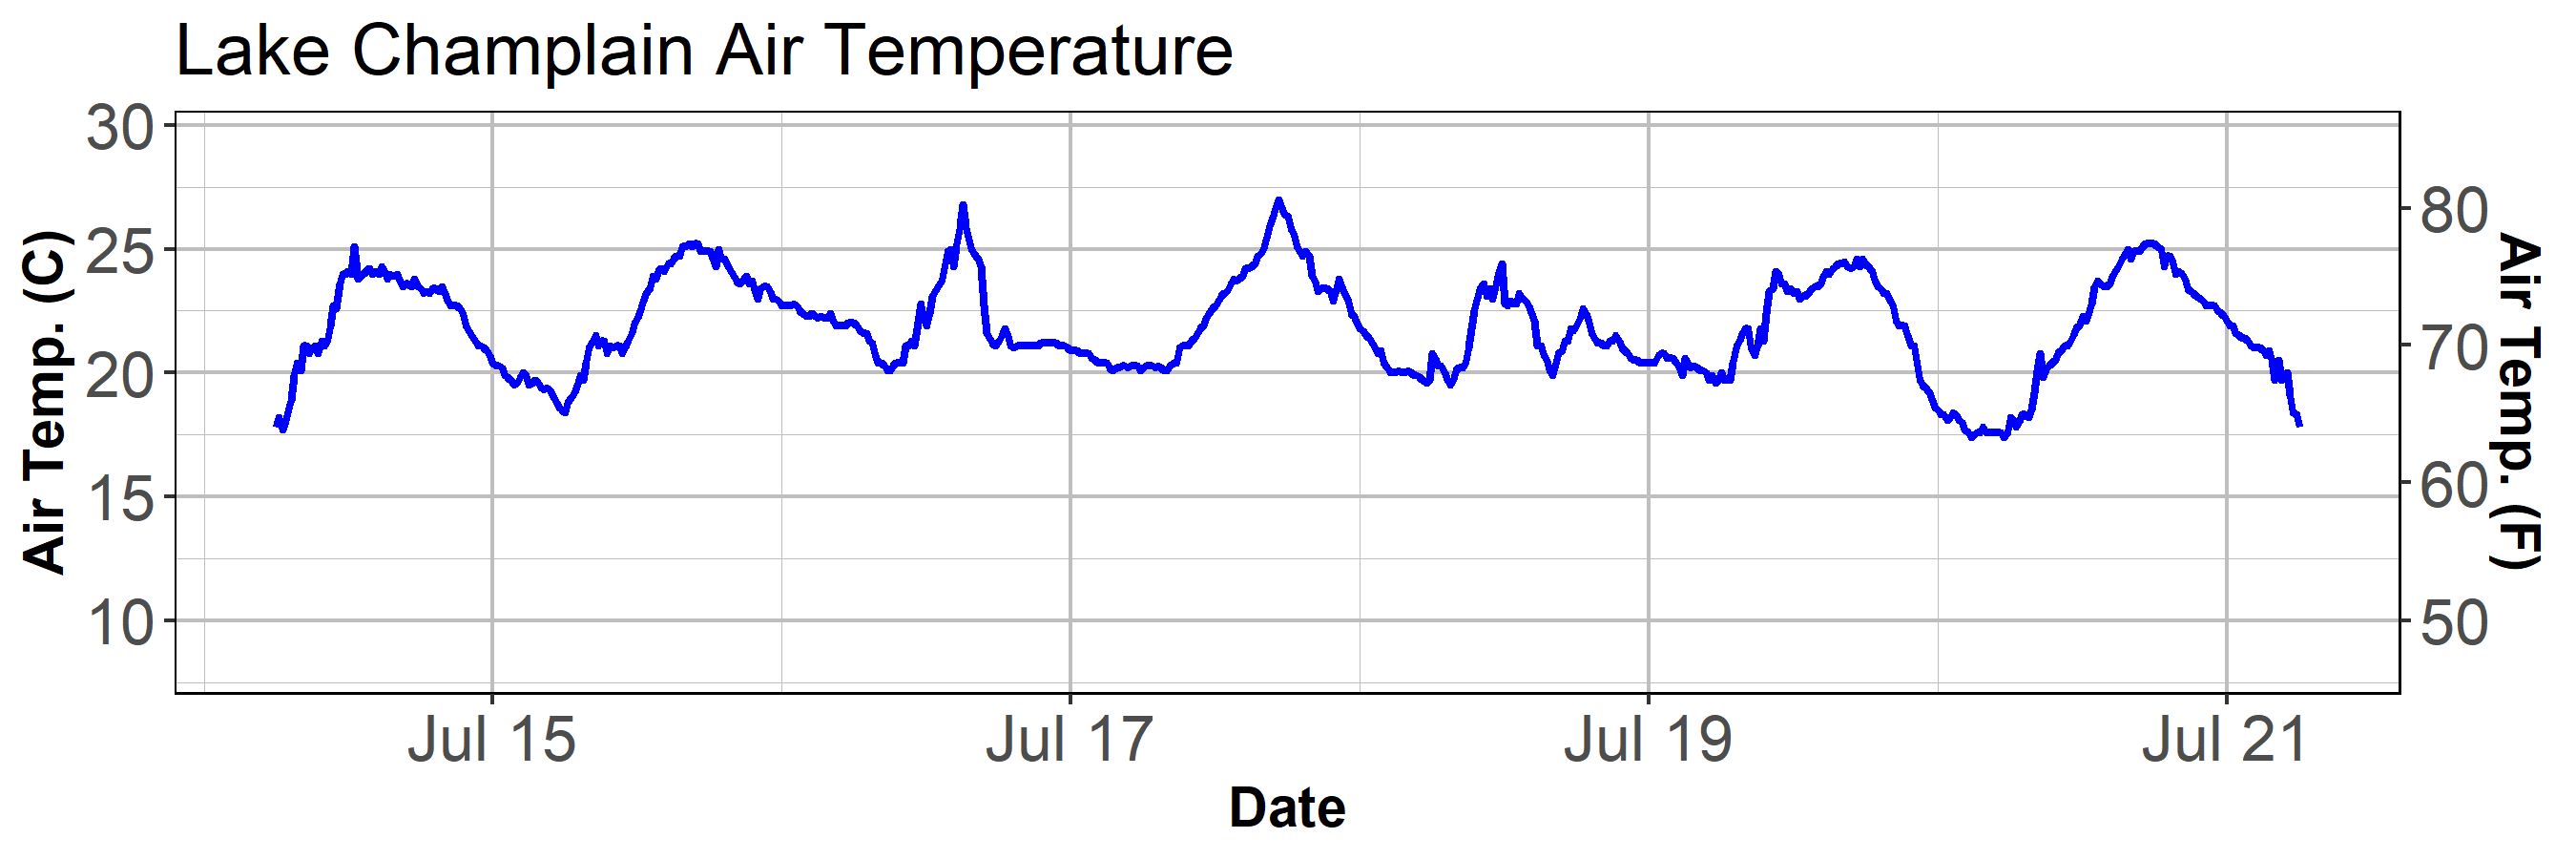 Lake Champlain Air Temperature
Air Temp. (C)
30
25
20
15
10
80
70
60
50
Air Temp. (F)
Jul 15
Jul 17
Jul 19
Jul 21
Date